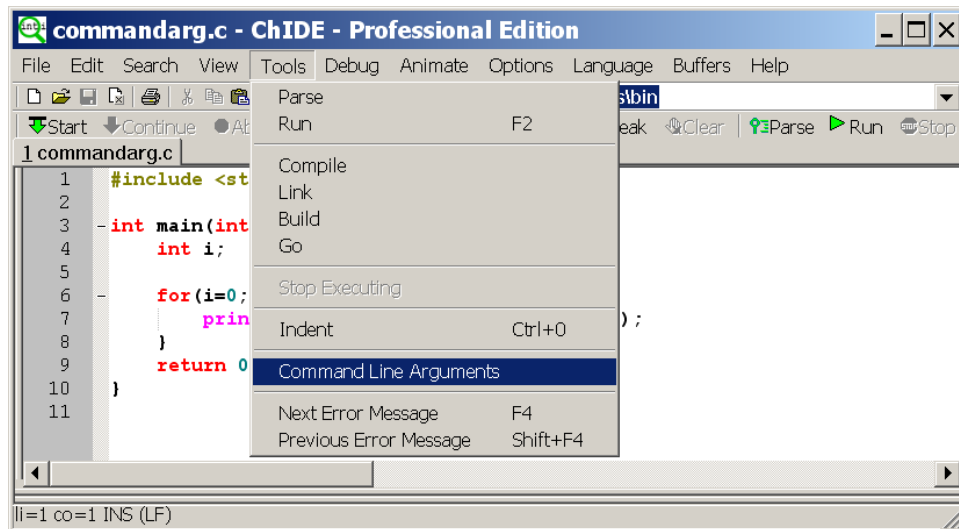 commandarg.c - ChIDE - Professional Edition
File Edit Search View Tools Debug Animate Options Language Buffers Help
s\bin
Start Continue Ab eak Clear Parse Run Stop
1 commandarg.c
Parse
Run F2
Compile
Link
Build
Go
Stop Executing
Indent Ctrl+0
Command Line Arguments
Next Error Message F4
Previous Error Message Shift+F4
1 #include <st
2
3 int main(int
4 int i;
5
6 for(i=0;
7 prin );
8 }
9 return 0
10 }
11
li=1 co=1 INS (LF)